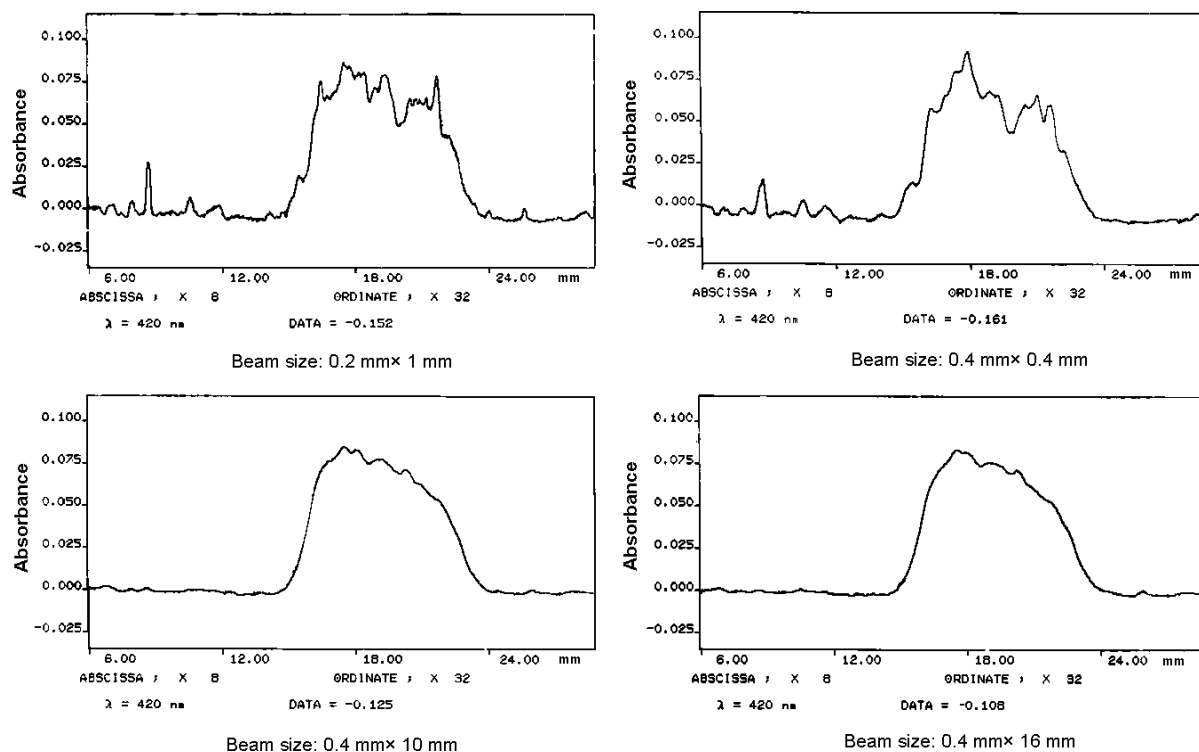 Absorbance
0.100
0.075
0.050
0.025
0.000
-0.025
6.00 12.00 18.00 24.00 mm
ABSCISSA ; X 8 ORDINATE ; X 32
λ = 420 nm DATA = -0.152
Beam size: 0.2 mm× 1 mm
Absorbance
0.100
0.075
0.050
0.025
0.000
-0.025
6.00 12.00 18.00 24.00 mm
ABSCISSA ; X 8 ORDINATE ; X 32
λ = 420 nm DATA = -0.161
Beam size: 0.4 mm× 0.4 mm
Absorbance
0.100
0.075
0.050
0.025
0.000
-0.025
6.00 12.00 18.00 24.00 mm
ABSCISSA ; X 8 ORDINATE ; X 32
λ = 420 nm DATA = -0.125
Beam size: 0.4 mm× 10 mm
Absorbance
0.100
0.075
0.050
0.025
0.000
-0.025
6.00 12.00 18.00 24.00 mm
ABSCISSA ; X 8 ORDINATE ; X 32
λ = 420 nm DATA = -0.108
Beam size: 0.4 mm× 16 mm